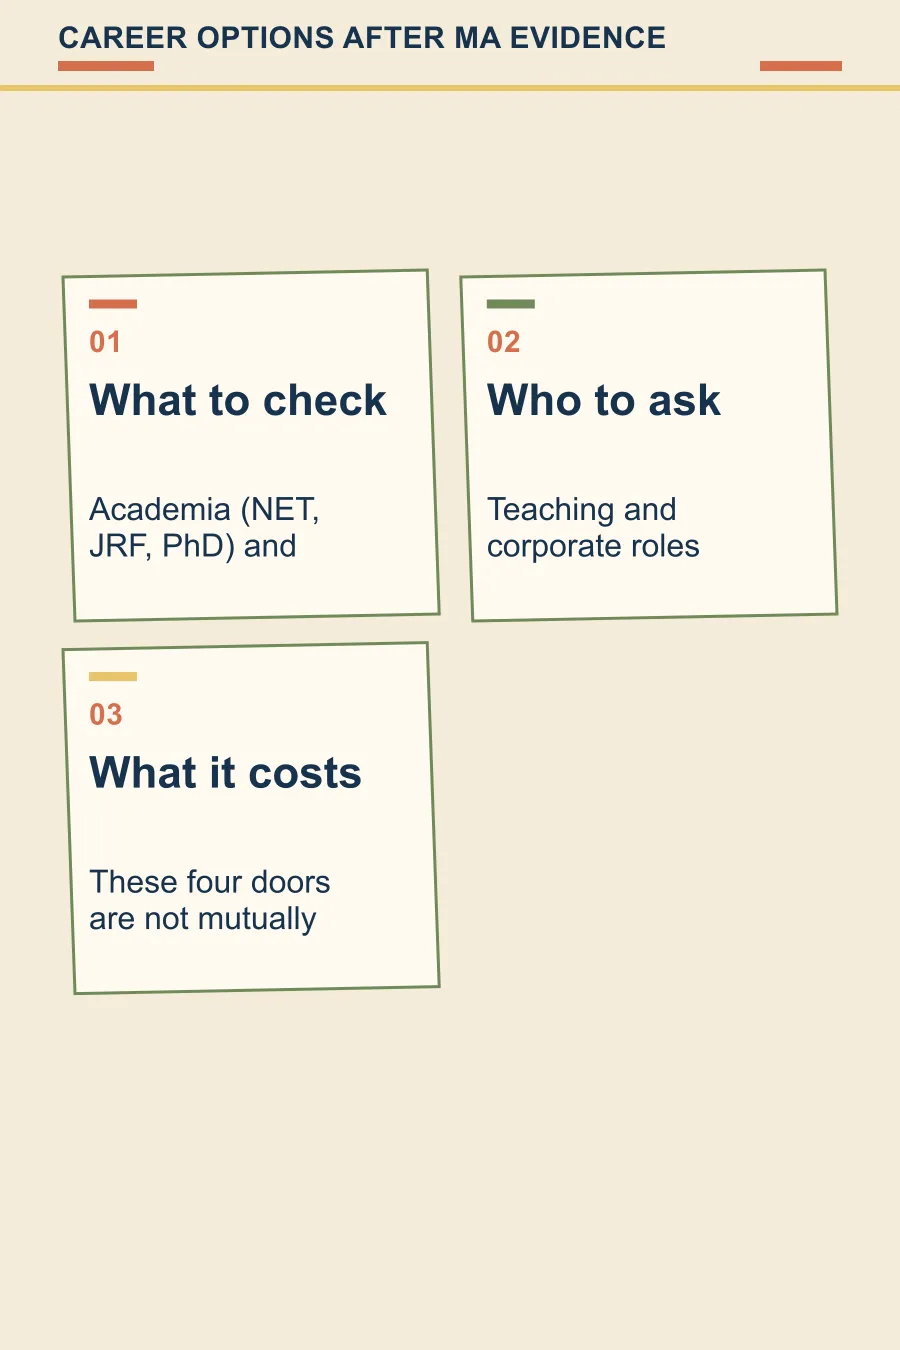 CAREER OPTIONS AFTER MA EVIDENCE
01
What to check
Academia (NET,
JRF, PhD) and
02
Who to ask
Teaching and
corporate roles
03
What it costs
These four doors
are not mutually